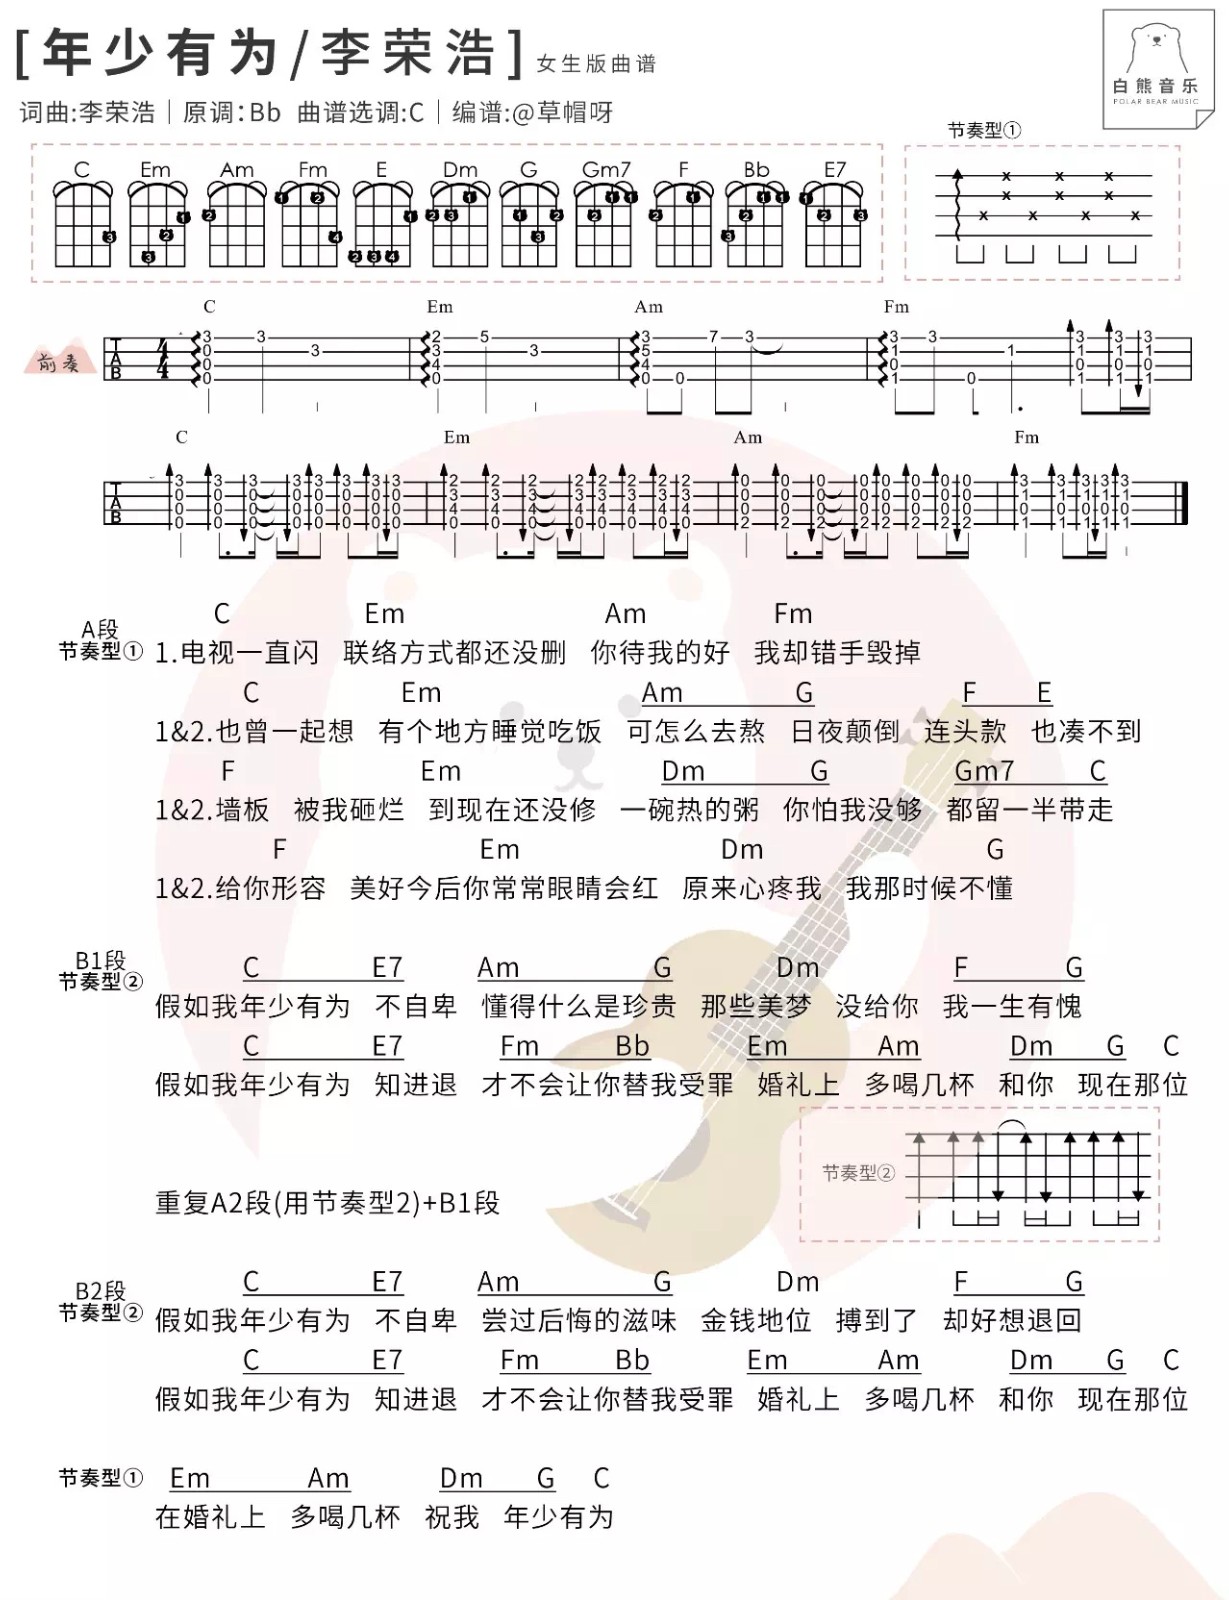 [年少有为/李荣浩] 女生版曲谱
词曲:李荣浩｜原调:Bb 曲谱选调:C｜编谱:@草帽呀
白熊音乐
POLAR BEAR MUSIC
节奏型①
C Em Am Fm E Dm G Gm7 F Bb E7
C Em Am Fm
前奏
C Em Am Fm
C Em Am Fm
A段
节奏型① 1.电视一直闪 联络方式都还没删 你待我的好 我却错手毁掉
C Em Am G F E
1&2.也曾一起想 有个地方睡觉吃饭 可怎么去熬 日夜颠倒 连头款 也凑不到
F Em Dm G Gm7 C
1&2.墙板 被我砸烂 到现在还没修 一碗热的粥 你怕我没够 都留一半带走
F Em Dm G
1&2.给你形容 美好今后你常常眼睛会红 原来心疼我 我那时候不懂
B1段
节奏型② C E7 Am G Dm F G
假如我年少有为 不自卑 懂得什么是珍贵 那些美梦 没给你 我一生有愧
C E7 Fm Bb Em Am Dm G C
假如我年少有为 知进退 才不会让你替我受罪 婚礼上 多喝几杯 和你 现在那位
节奏型②
重复A2段(用节奏型2)+B1段
B2段
节奏型② C E7 Am G Dm F G
假如我年少有为 不自卑 尝过后悔的滋味 金钱地位 搏到了 却好想退回
C E7 Fm Bb Em Am Dm G C
假如我年少有为 知进退 才不会让你替我受罪 婚礼上 多喝几杯 和你 现在那位
节奏型① Em Am Dm G C
在婚礼上 多喝几杯 祝我 年少有为